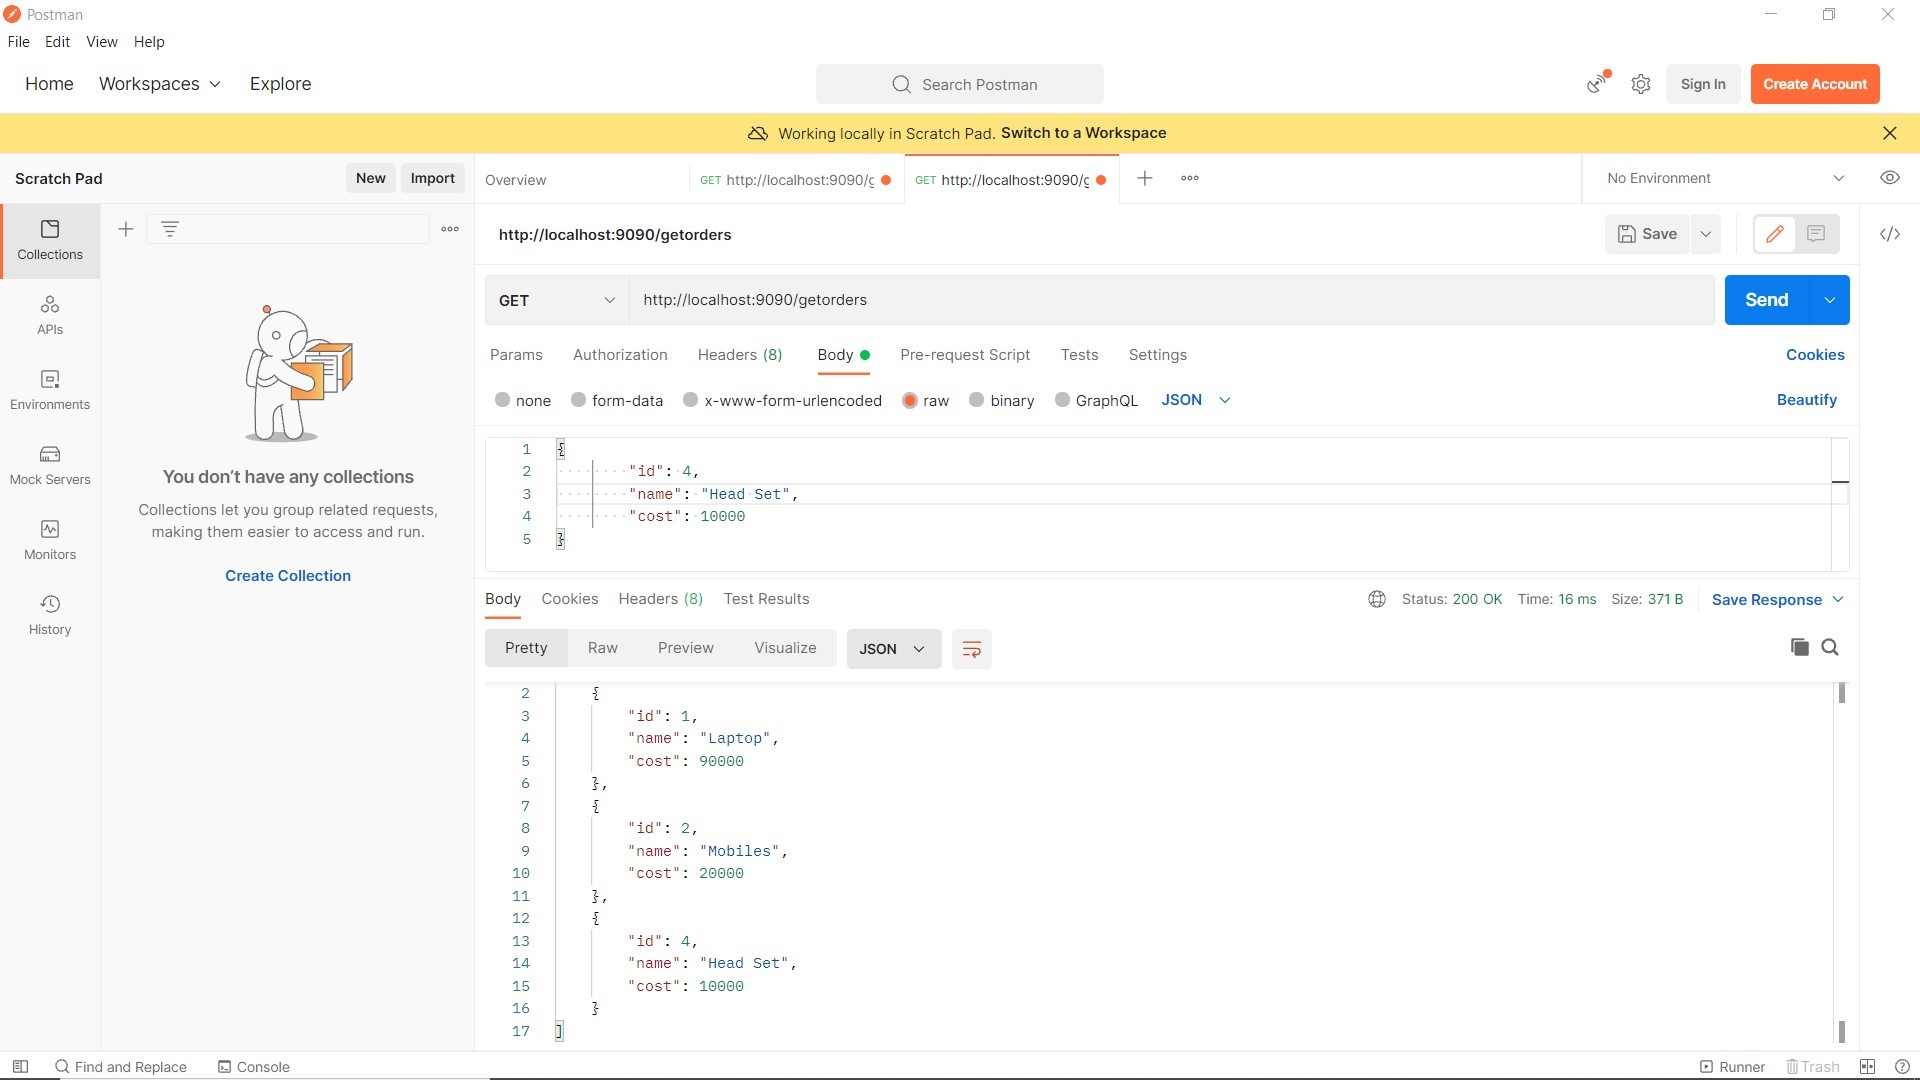 Postman
File Edit View Help
Home Workspaces Explore Search Postman Sign In Create Account
Working locally in Scratch Pad. Switch to a Workspace
Scratch Pad New Import Overview GET http://localhost:9090/g GET http://localhost:9090/g No Environment
Collections
APIs
Environments
Mock Servers
Monitors
History
You don’t have any collections
Collections let you group related requests,
making them easier to access and run.
Create Collection
http://localhost:9090/getorders Save
GET http://localhost:9090/getorders Send
Params Authorization Headers (8) Body Pre-request Script Tests Settings Cookies
none form-data x-www-form-urlencoded raw binary GraphQL JSON Beautify
1 {
2 "id": 4,
3 "name": "Head Set",
4 "cost": 10000
5 }
Body Cookies Headers (8) Test Results Status: 200 OK Time: 16 ms Size: 371 B Save Response
Pretty Raw Preview Visualize JSON
2 {
3 "id": 1,
4 "name": "Laptop",
5 "cost": 90000
6 },
7 {
8 "id": 2,
9 "name": "Mobiles",
10 "cost": 20000
11 },
12 {
13 "id": 4,
14 "name": "Head Set",
15 "cost": 10000
16 }
17 ]
Find and Replace Console Runner Trash